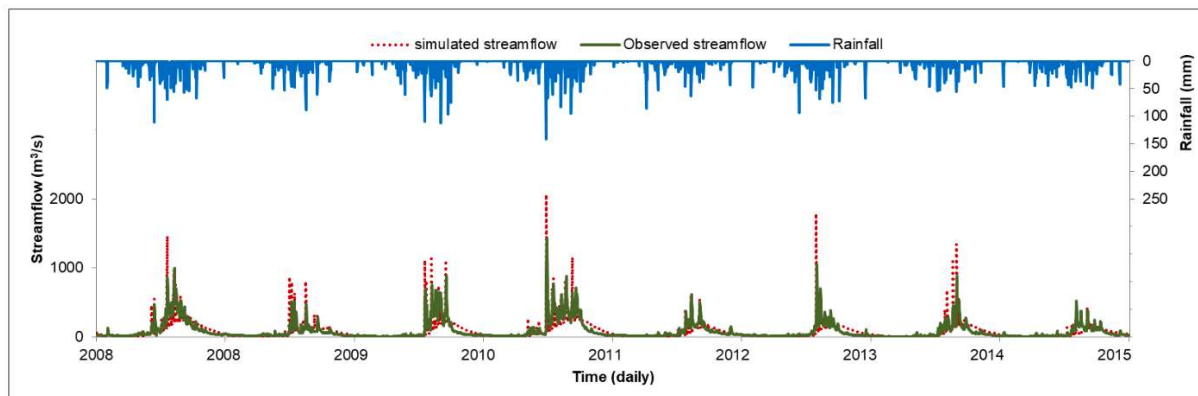 simulated streamflow Observed streamflow Rainfall
Streamflow (m³/s)
2000
1000
0
0
50
100
150
200
250
Rainfall (mm)
2008 2008 2009 2010 2011 2012 2013 2014 2015
Time (daily)